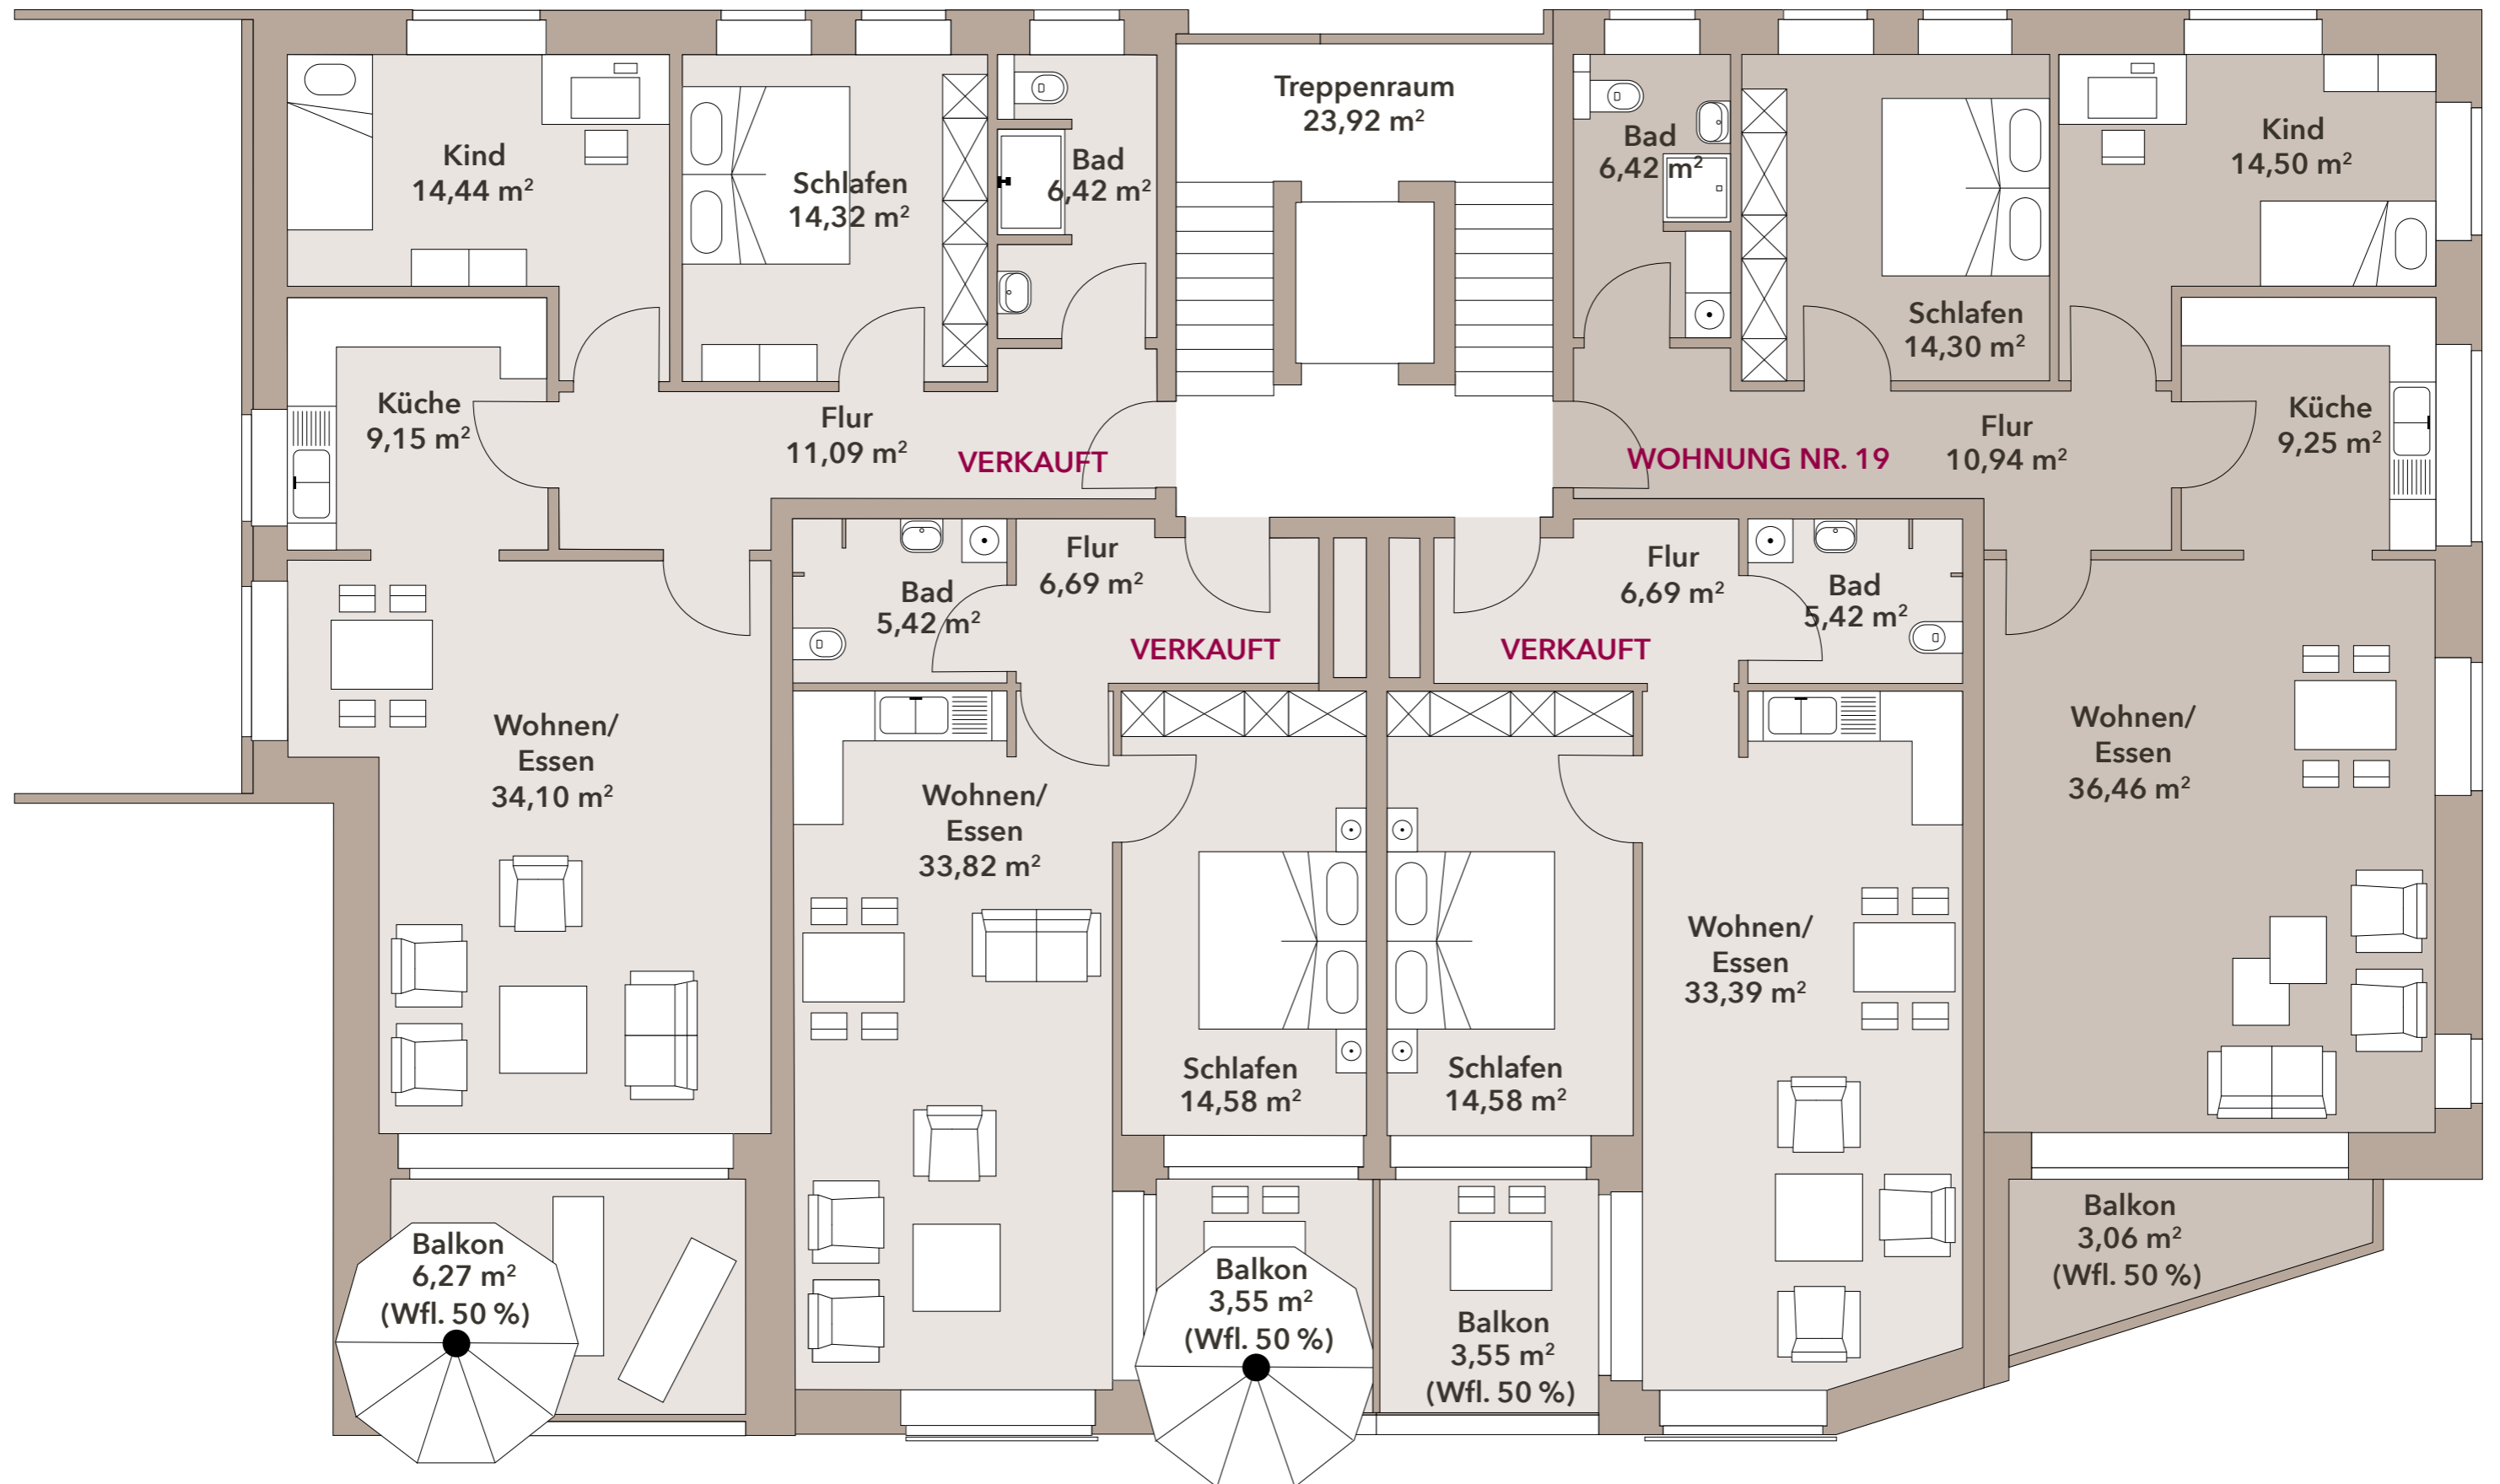 Treppenraum
23,92 m²
Kind
14,44 m²
Schlafen
14,32 m²
Bad
6,42 m²
Bad
6,42 m²
Kind
14,50 m²
Schlafen
14,30 m²
Küche
9,15 m²
Flur
11,09 m²
VERKAUFT
WOHNUNG NR. 19
Flur
10,94 m²
Küche
9,25 m²
Bad
5,42 m²
Flur
6,69 m²
VERKAUFT
Flur
6,69 m²
VERKAUFT
Bad
5,42 m²
Wohnen/
Essen
34,10 m²
Wohnen/
Essen
33,82 m²
Wohnen/
Essen
33,39 m²
Wohnen/
Essen
36,46 m²
Schlafen
14,58 m²
Schlafen
14,58 m²
Balkon
6,27 m²
(Wfl. 50 %)
Balkon
3,55 m²
(Wfl. 50 %)
Balkon
3,55 m²
(Wfl. 50 %)
Balkon
3,06 m²
(Wfl. 50 %)